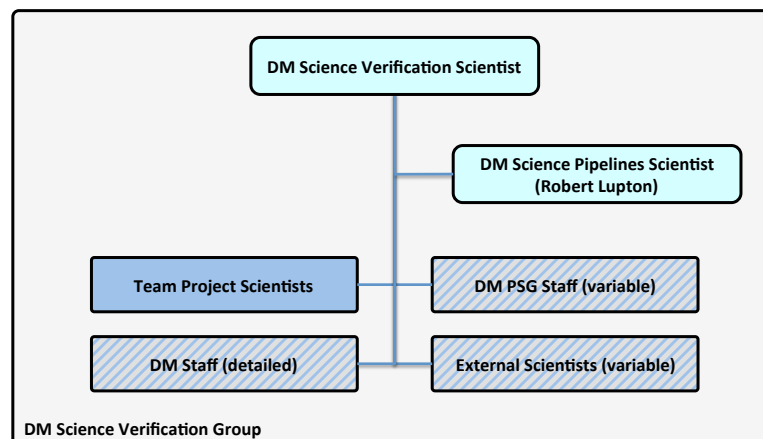 DM Science Verification Scientist
DM Science Pipelines Scientist
(Robert Lupton)
Team Project Scientists
DM PSG Staff (variable)
DM Staff (detailed)
External Scientists (variable)
DM Science Verification Group